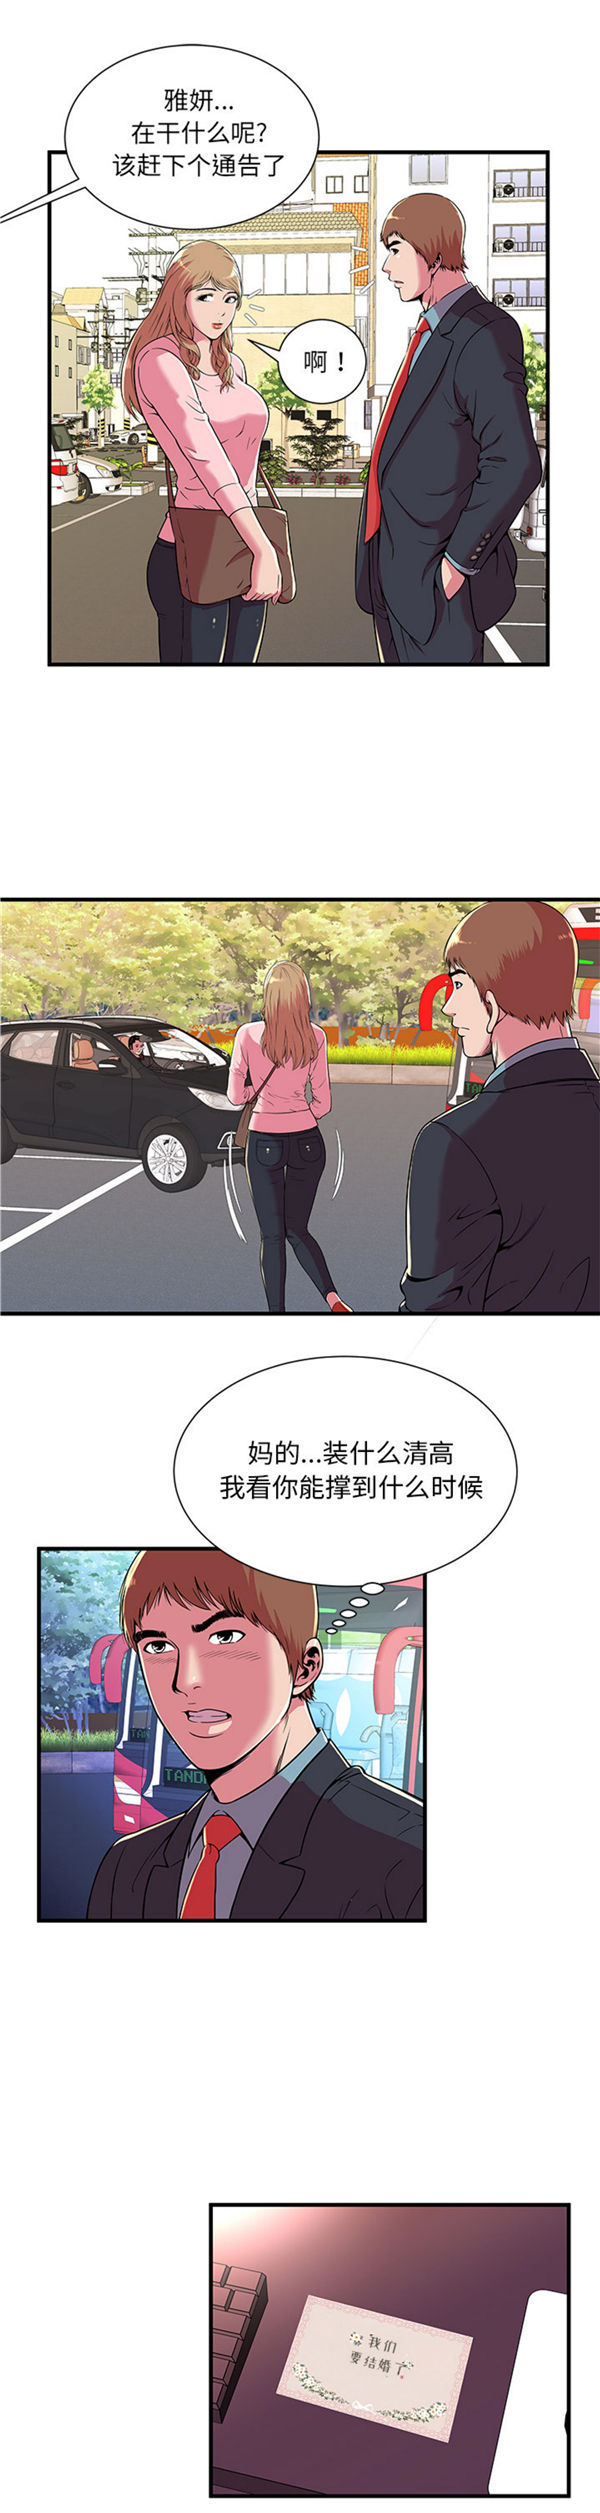 雅妍...
在干什么呢?
该赶下个通告了
啊！
妈的...装什么清高
我看你能撑到什么时候
TAND
我们
要结婚了